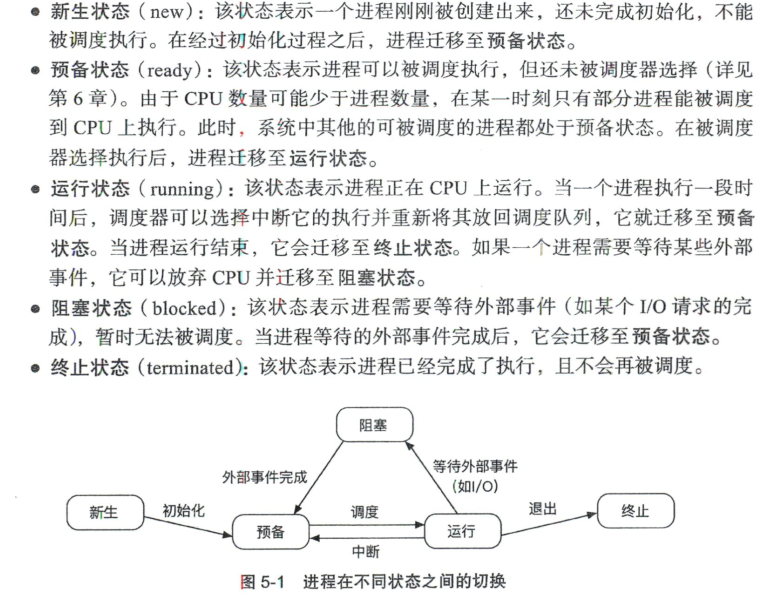 ● 新生状态（new）：该状态表示一个进程刚刚被创建出来，还未完成初始化，不能
被调度执行。在经过初始化过程之后，进程迁移至预备状态。
● 预备状态（ready）：该状态表示进程可以被调度执行，但还未被调度器选择（详见
第 6 章）。由于 CPU 数量可能少于进程数量，在某一时刻只有部分进程能被调度
到 CPU 上执行。此时，系统中其他的可被调度的进程都处于预备状态。在被调度
器选择执行后，进程迁移至运行状态。
● 运行状态（running）：该状态表示进程正在 CPU 上运行。当一个进程执行一段时
间后，调度器可以选择中断它的执行并重新将其放回调度队列，它就迁移至预备
状态。当进程运行结束，它会迁移至终止状态。如果一个进程需要等待某些外部
事件，它可以放弃 CPU 并迁移至阻塞状态。
● 阻塞状态（blocked）：该状态表示进程需要等待外部事件（如某个 I/O 请求的完
成），暂时无法被调度。当进程等待的外部事件完成后，它会迁移至预备状态。
● 终止状态（terminated）：该状态表示进程已经完成了执行，且不会再被调度。
阻塞
外部事件完成
等待外部事件
（如I/O）
新生
初始化
预备
调度
中断
运行
退出
终止
图 5-1 进程在不同状态之间的切换